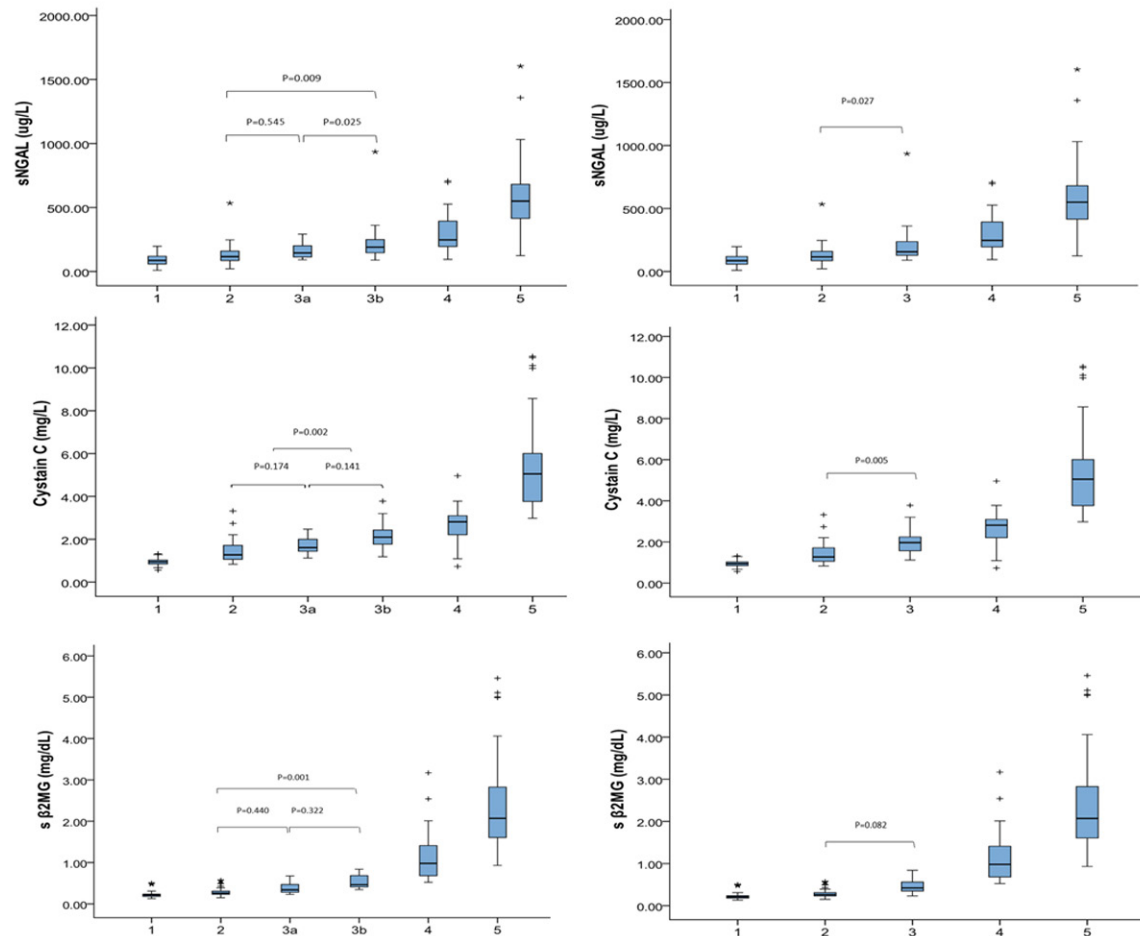 2000.00
1500.00
1000.00
500.00
0.00
sNGAL (ug/L)
P=0.009
P=0.545
P=0.025
1 2 3a 3b 4 5
2000.00
1500.00
1000.00
500.00
0.00
sNGAL (ug/L)
P=0.027
1 2 3 4 5
12.00
10.00
8.00
6.00
4.00
2.00
0.00
Cystain C (mg/L)
P=0.002
P=0.174
P=0.141
1 2 3a 3b 4 5
12.00
10.00
8.00
6.00
4.00
2.00
0.00
Cystain C (mg/L)
P=0.005
1 2 3 4 5
6.00
5.00
4.00
3.00
2.00
1.00
0.00
s β2MG (mg/dL)
P=0.001
P=0.440
P=0.322
1 2 3a 3b 4 5
6.00
5.00
4.00
3.00
2.00
1.00
0.00
s β2MG (mg/dL)
P=0.082
1 2 3 4 5